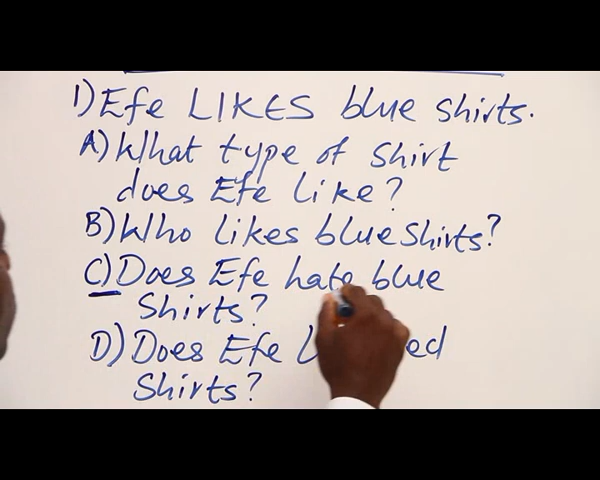 1) Efe LIKES blue shirts.
A) What type of shirt
does Efe like?
B) Who likes blue shirts?
C) Does Efe hate blue
Shirts?
D) Does Efe
Shirts?